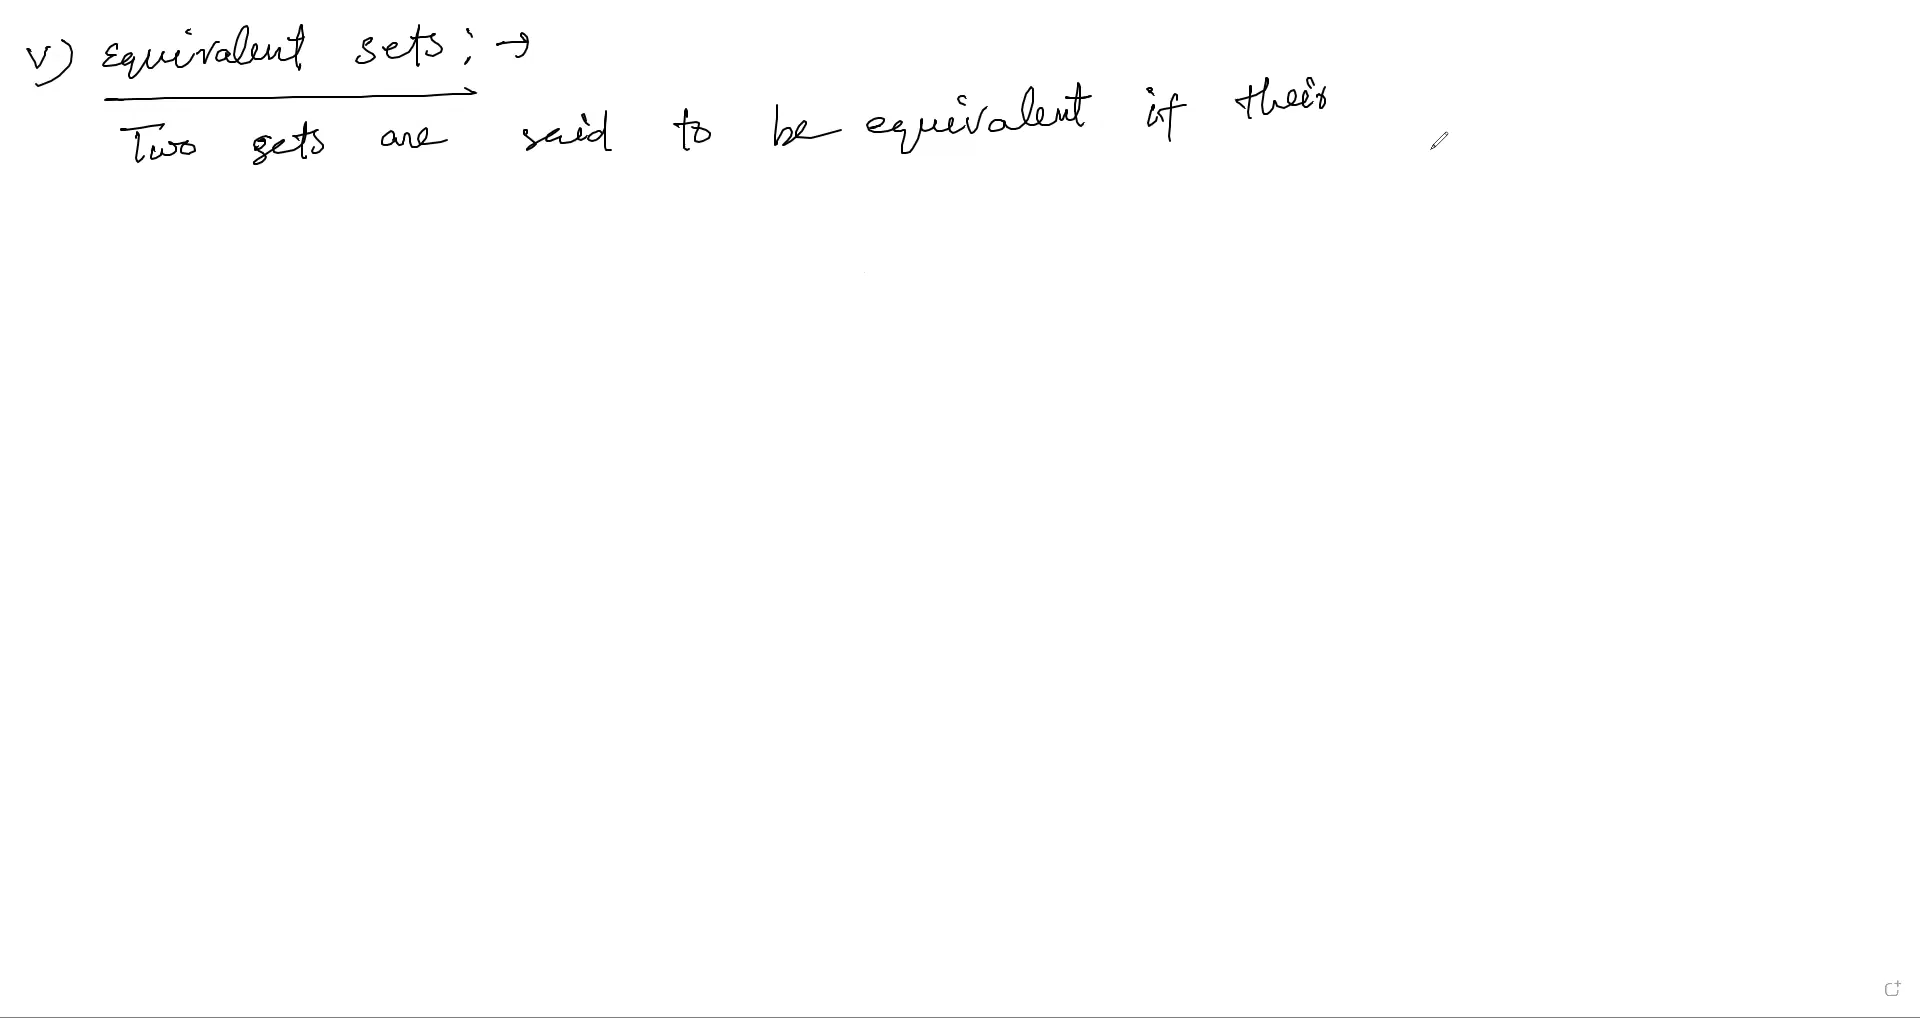 v) Equivalent sets : →
Two sets are said to be equivalent if their